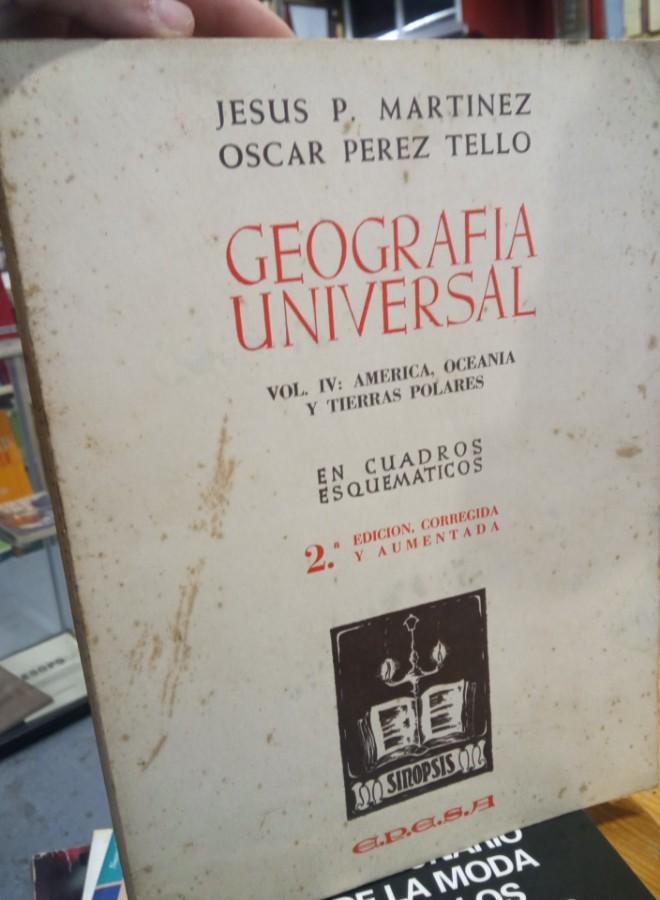 JESUS P. MARTINEZ
OSCAR PEREZ TELLO
GEOGRAFIA
UNIVERSAL
VOL. IV: AMERICA, OCEANIA
Y TIERRAS POLARES
EN CUADROS
ESQUEMATICOS
2.ª EDICION, CORREGIDA
Y AUMENTADA
SINOPSIS
E.P.E.S.A
DE LA MODA
LOS